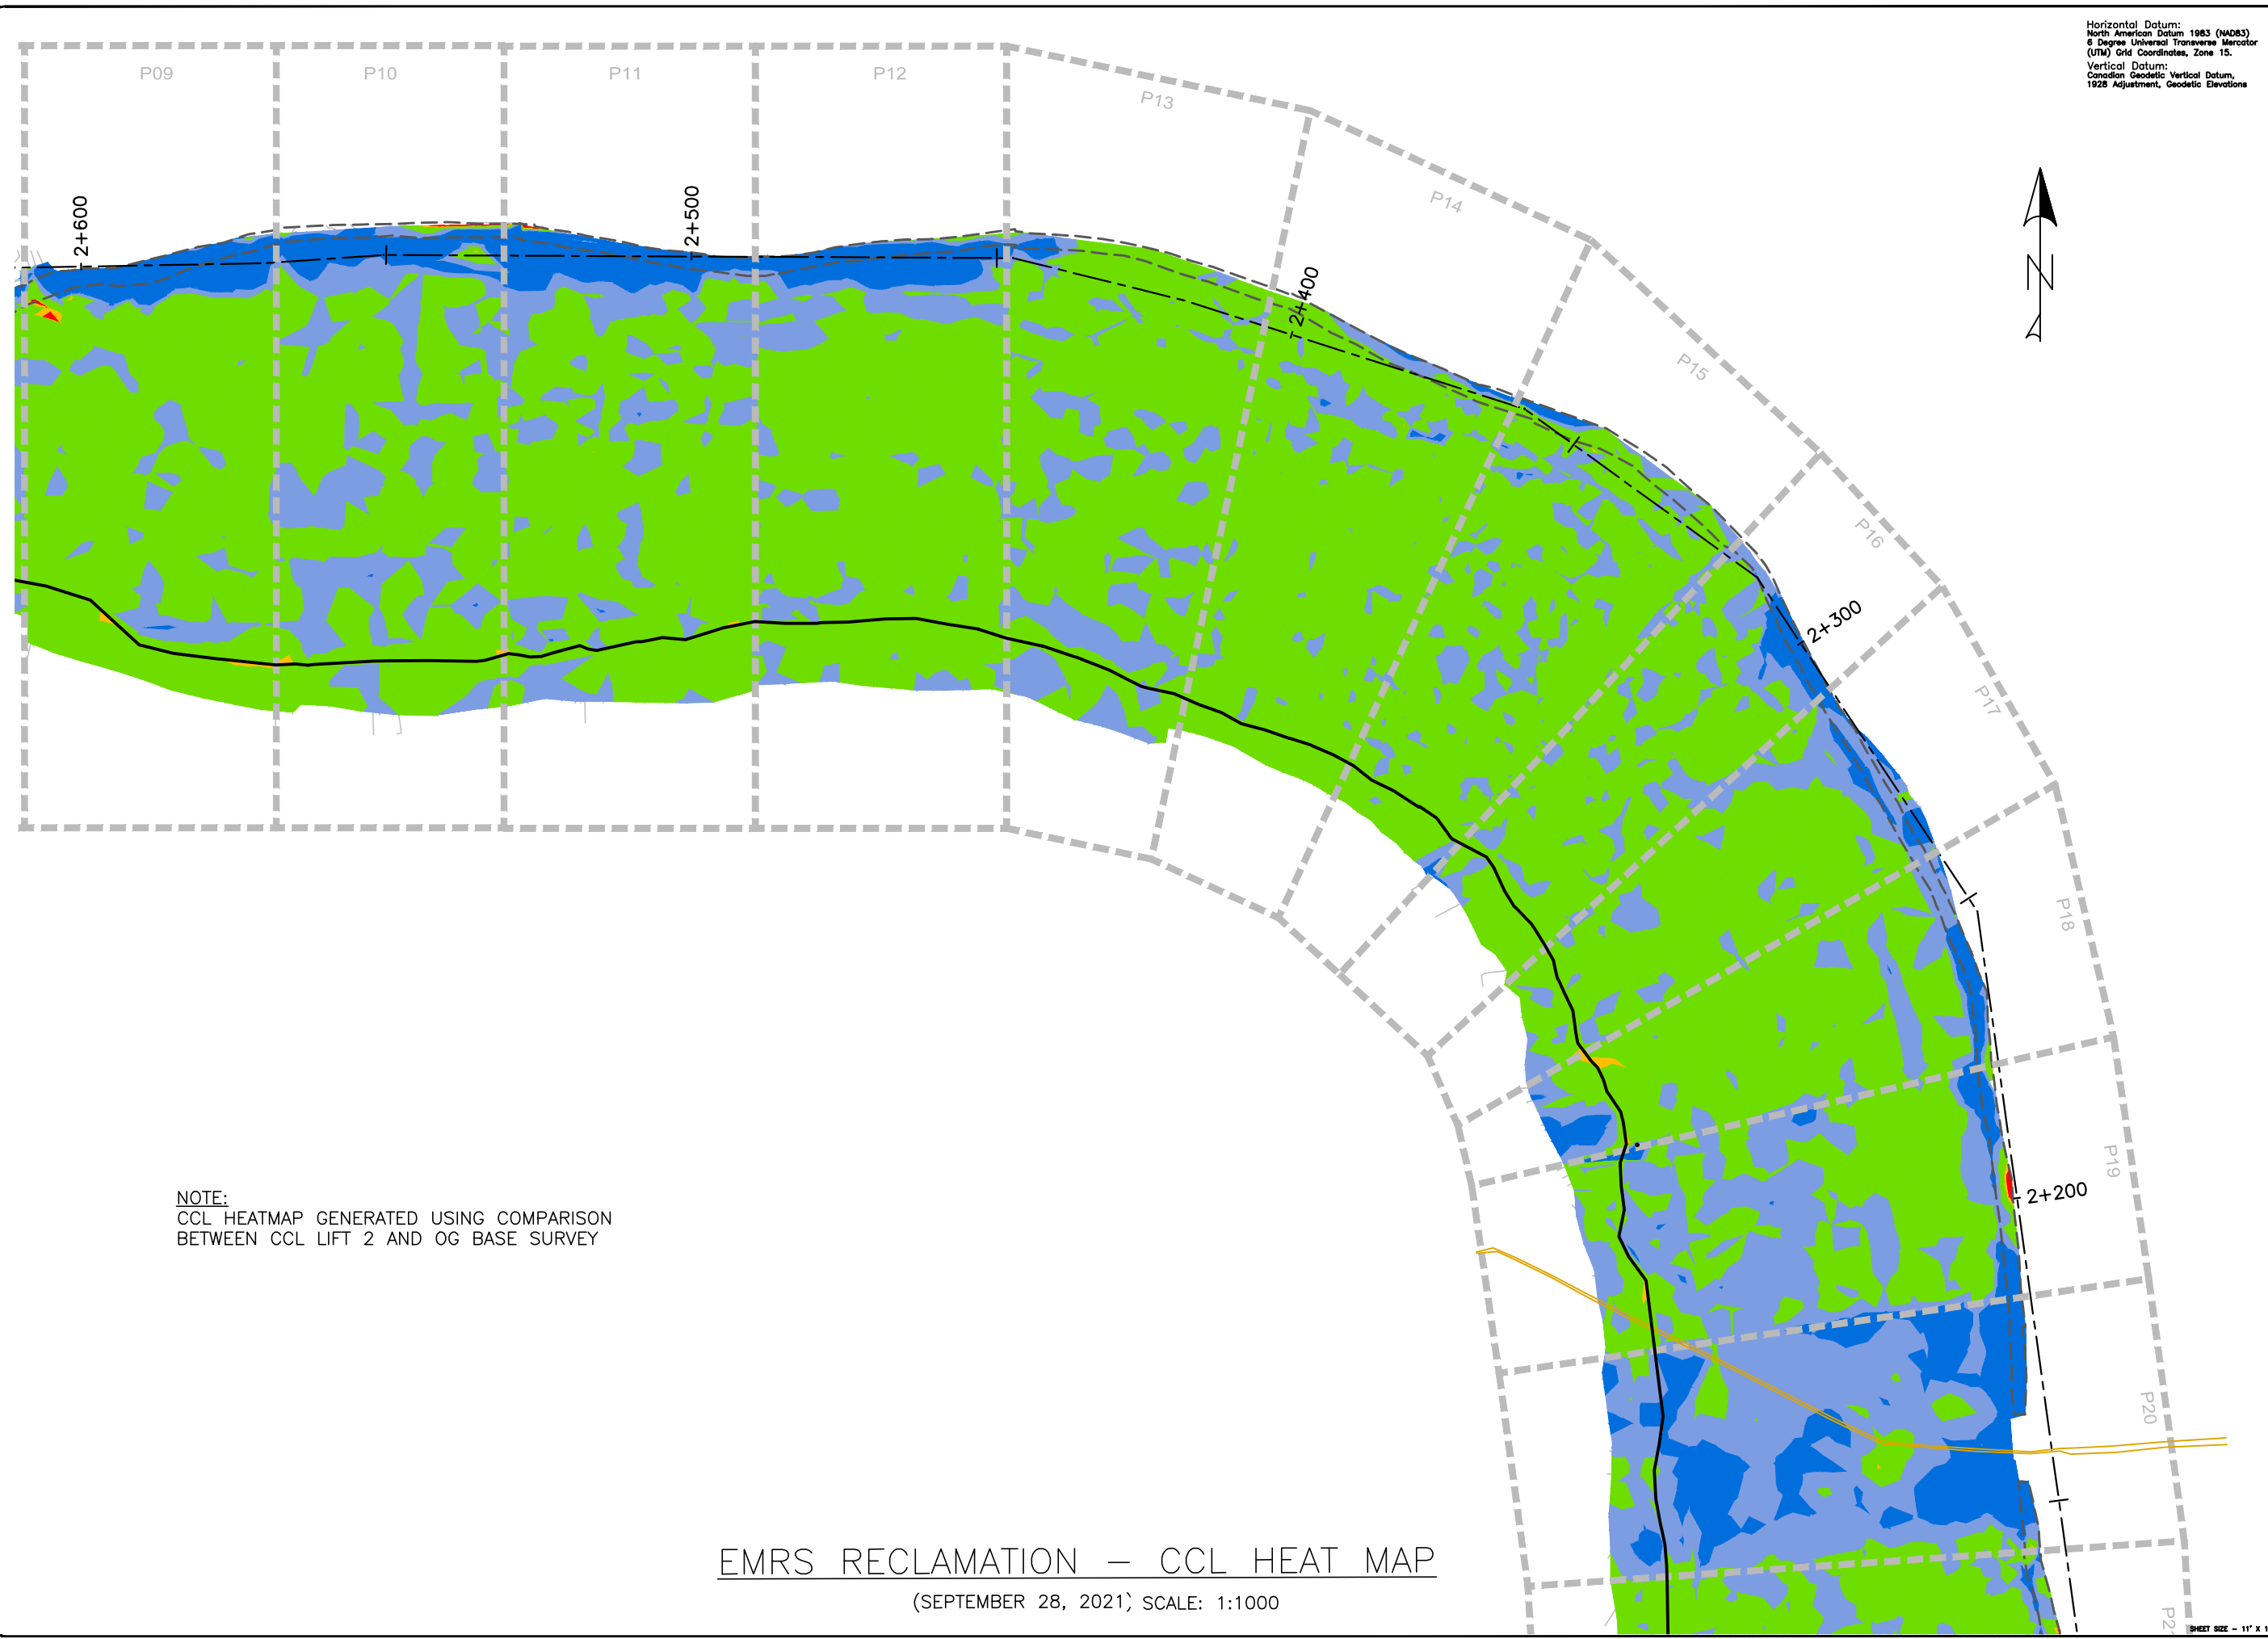 Horizontal Datum:
North American Datum 1983 (NAD83)
6 Degree Universal Transverse Mercator
(UTM) Grid Coordinates, Zone 15.
Vertical Datum:
Canadian Geodetic Vertical Datum,
1928 Adjustment, Geodetic Elevations
P09
P10
P11
P12
P13
P14
P15
P16
P17
P18
P19
P20
2+600
2+500
2+400
2+300
2+200
N
NOTE:
CCL HEATMAP GENERATED USING COMPARISON
BETWEEN CCL LIFT 2 AND OG BASE SURVEY
EMRS RECLAMATION – CCL HEAT MAP
(SEPTEMBER 28, 2021) SCALE: 1:1000
SHEET SIZE - 11" X